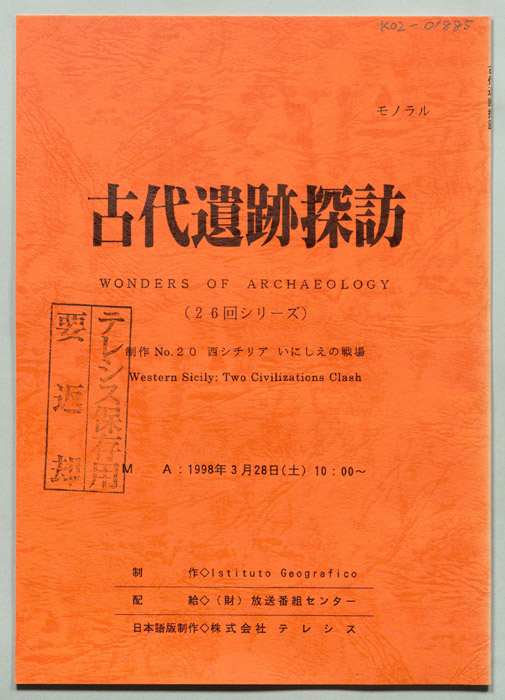 K02-01885
モノラル
古代遺跡探訪
WONDERS OF ARCHAEOLOGY
(26回シリーズ)
制作No.20 西シチリア いにしえの戦場
Western Sicily: Two Civilizations Clash
テレシス保存用
要返却
M A:1998年3月28日(土) 10:00〜
制 作◇Istituto Geografico
配 給◇(財)放送番組センター
日本語版制作◇株式会社 テレシス